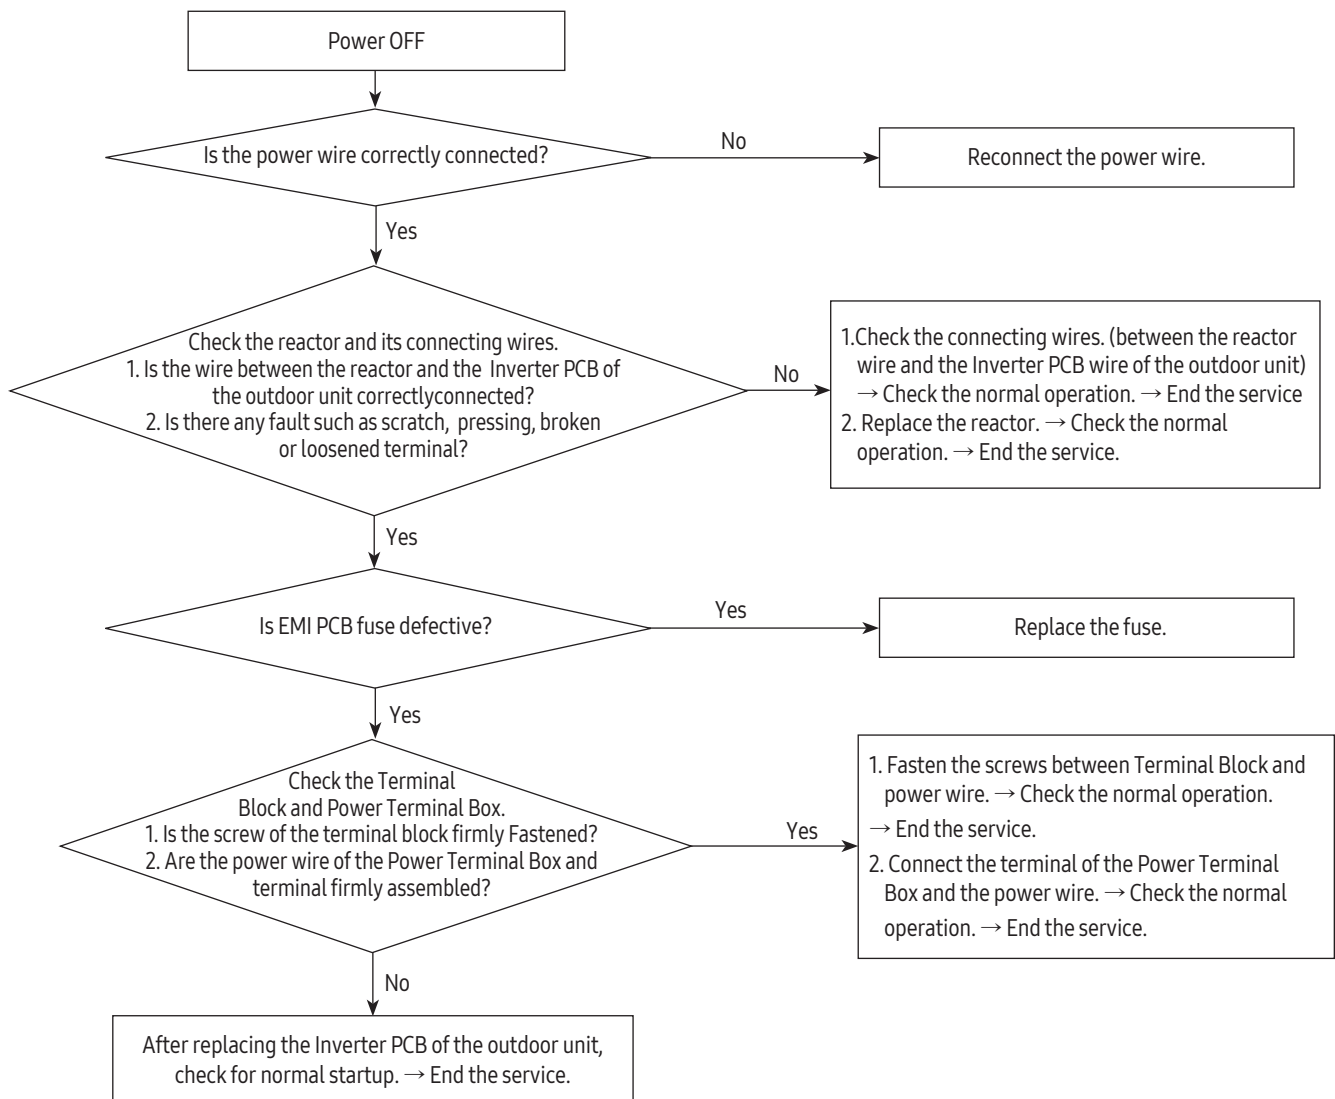 Power OFF
Is the power wire correctly connected?
No
Reconnect the power wire.
Yes
Check the reactor and its connecting wires.
1. Is the wire between the reactor and the Inverter PCB of
the outdoor unit correctlyconnected?
2. Is there any fault such as scratch, pressing, broken
or loosened terminal?
No
1.Check the connecting wires. (between the reactor
wire and the Inverter PCB wire of the outdoor unit)
→ Check the normal operation. → End the service
2. Replace the reactor. → Check the normal
operation. → End the service.
Yes
Is EMI PCB fuse defective?
Yes
Replace the fuse.
Yes
Check the Terminal
Block and Power Terminal Box.
1. Is the screw of the terminal block firmly Fastened?
2. Are the power wire of the Power Terminal Box and
terminal firmly assembled?
Yes
1. Fasten the screws between Terminal Block and
power wire. → Check the normal operation.
→ End the service.
2. Connect the terminal of the Power Terminal
Box and the power wire. → Check the normal
operation. → End the service.
No
After replacing the Inverter PCB of the outdoor unit,
check for normal startup. → End the service.